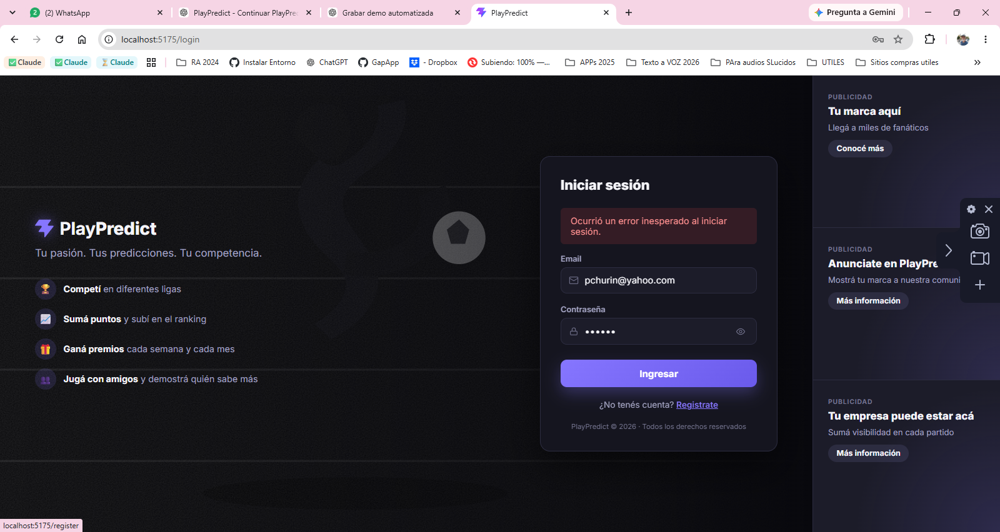 (2) WhatsApp
PlayPredict - Continuar PlayPre
Grabar demo automatizada
PlayPredict
Pregunta a Gemini
localhost:5175/login
Claude
Claude
Claude
RA 2024
Instalar Entorno
ChatGPT
GapApp
- Dropbox
Subiendo: 100% —...
APPs 2025
Texto a VOZ 2026
PAra audios SLucidos
UTILES
Sitios compras utiles
PlayPredict
Tu pasión. Tus predicciones. Tu competencia.
Competí en diferentes ligas
Sumá puntos y subí en el ranking
Ganá premios cada semana y cada mes
Jugá con amigos y demostrá quién sabe más
Iniciar sesión
Ocurrió un error inesperado al iniciar
sesión.
Email
pchurin@yahoo.com
Contraseña
••••••
Ingresar
¿No tenés cuenta? Registrate
PlayPredict © 2026 · Todos los derechos reservados
PUBLICIDAD
Tu marca aquí
Llegá a miles de fanáticos
Conocé más
PUBLICIDAD
Anunciate en PlayPre
Mostrá tu marca a nuestra comuni
Más información
PUBLICIDAD
Tu empresa puede estar acá
Sumá visibilidad en cada partido
Más información
localhost:5175/register